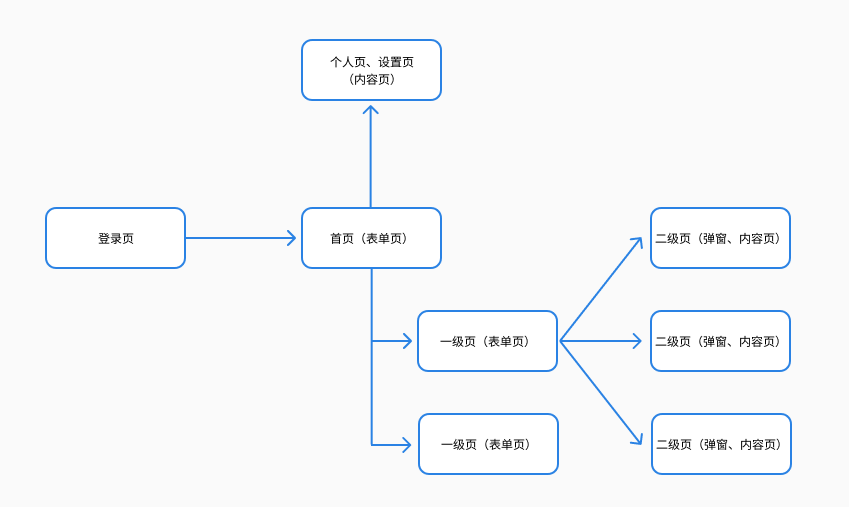 个人页、设置页
（内容页）
登录页
首页（表单页）
二级页（弹窗、内容页）
一级页（表单页）
二级页（弹窗、内容页）
一级页（表单页）
二级页（弹窗、内容页）